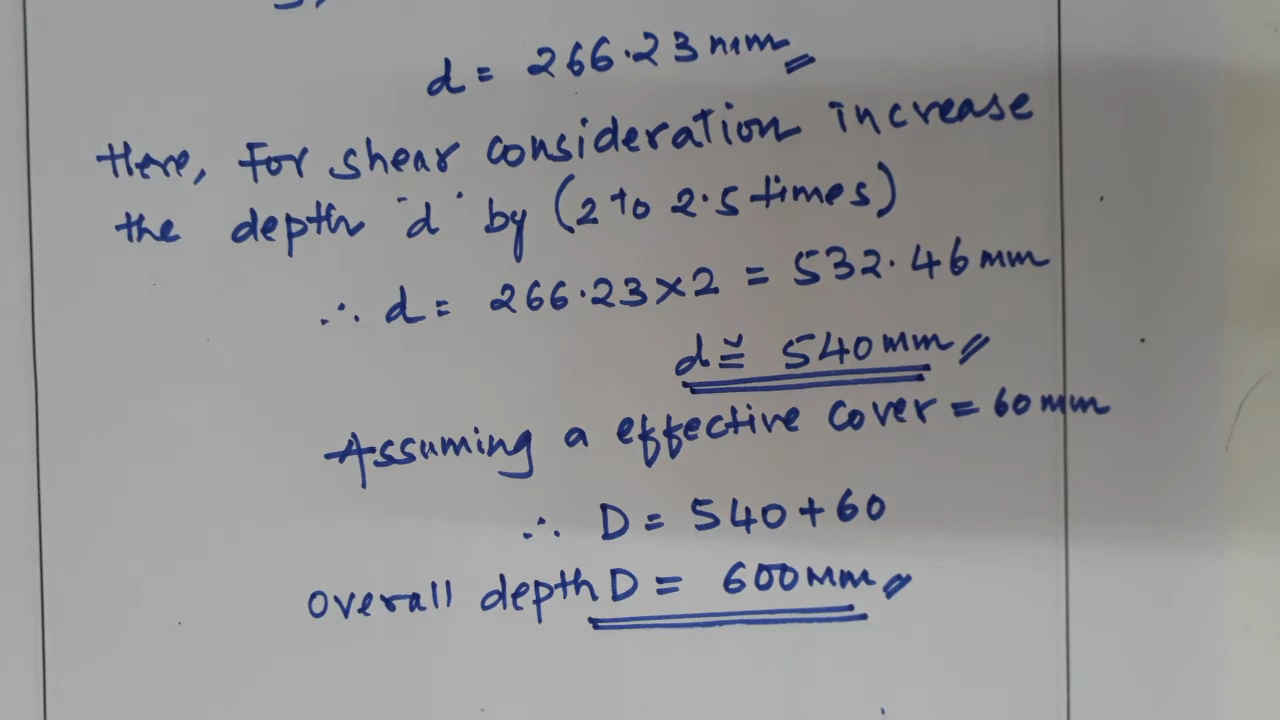 d = 266.23 mm
Here, For shear consideration increase
the depth 'd' by (2 to 2.5 times)
∴ d = 266.23 × 2 = 532.46 mm
d ≅ 540 mm
Assuming a effective cover = 60 mm
∴ D = 540 + 60
Overall depth D = 600 mm